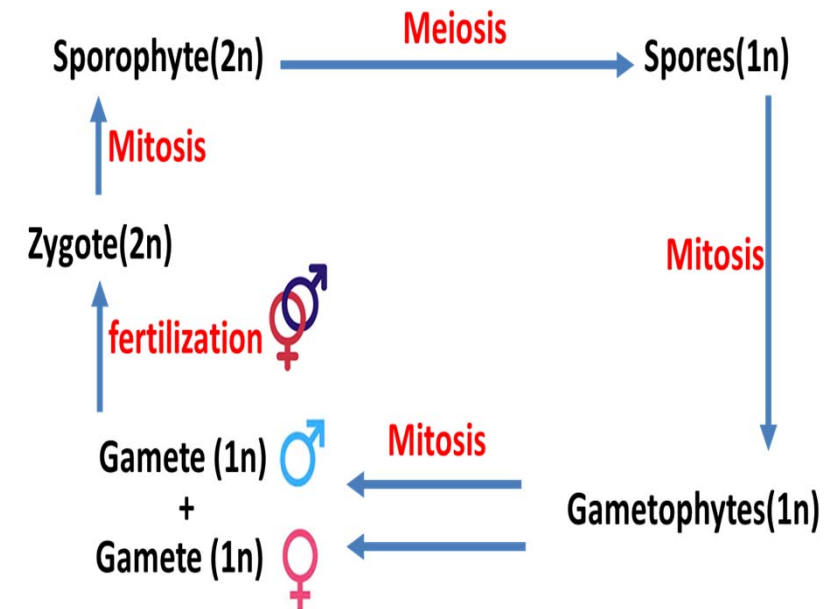 Meiosis
Sporophyte(2n)
Spores(1n)
Mitosis
Zygote(2n)
Mitosis
fertilization
Gamete (1n)
Mitosis
+
Gametophytes(1n)
Gamete (1n)